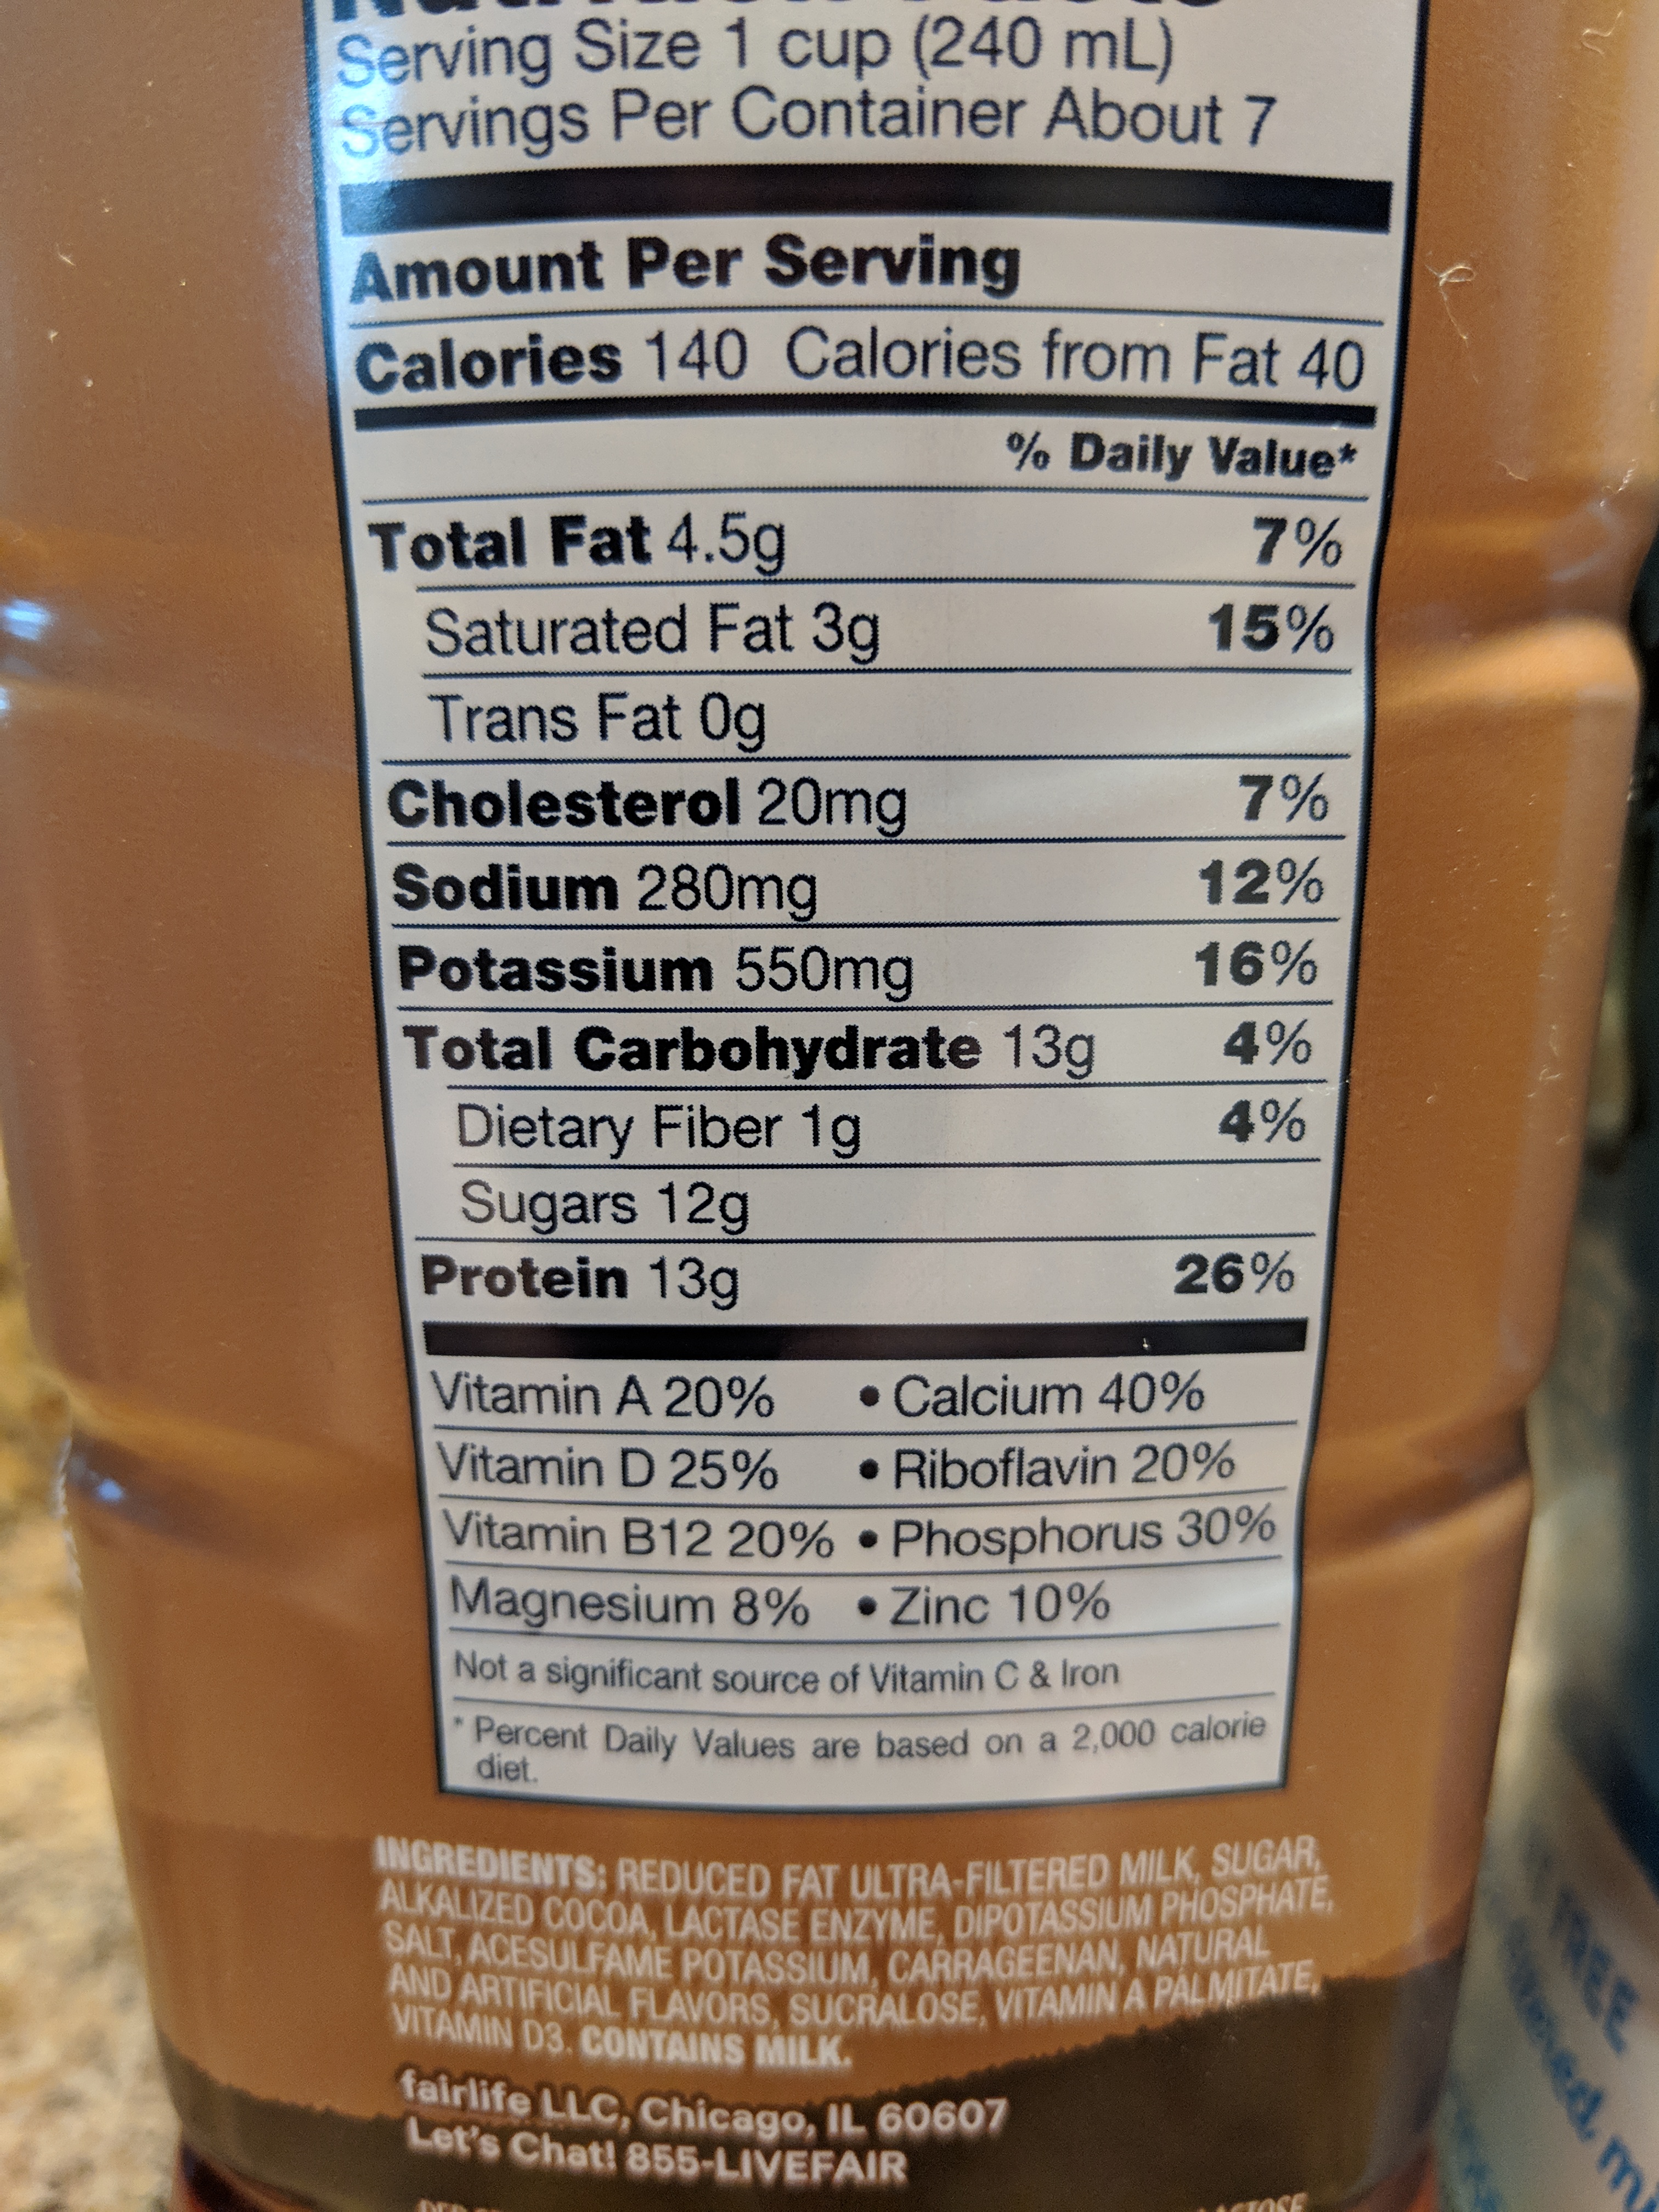 Nutrition Facts
Serving Size 1 cup (240 mL)
Servings Per Container About 7
Amount Per Serving
Calories 140 Calories from Fat 40
% Daily Value*
Total Fat 4.5g 7%
Saturated Fat 3g 15%
Trans Fat 0g
Cholesterol 20mg 7%
Sodium 280mg 12%
Potassium 550mg 16%
Total Carbohydrate 13g 4%
Dietary Fiber 1g 4%
Sugars 12g
Protein 13g 26%
Vitamin A 20% • Calcium 40%
Vitamin D 25% • Riboflavin 20%
Vitamin B12 20% • Phosphorus 30%
Magnesium 8% • Zinc 10%
Not a significant source of Vitamin C & Iron
* Percent Daily Values are based on a 2,000 calorie
diet.
INGREDIENTS: REDUCED FAT ULTRA-FILTERED MILK, SUGAR,
ALKALIZED COCOA, LACTASE ENZYME, DIPOTASSIUM PHOSPHATE,
SALT, ACESULFAME POTASSIUM, CARRAGEENAN, NATURAL
AND ARTIFICIAL FLAVORS, SUCRALOSE, VITAMIN A PALMITATE,
VITAMIN D3. CONTAINS MILK.
fairlife LLC, Chicago, IL 60607
Let's Chat! 855-LIVEFAIR
FREE